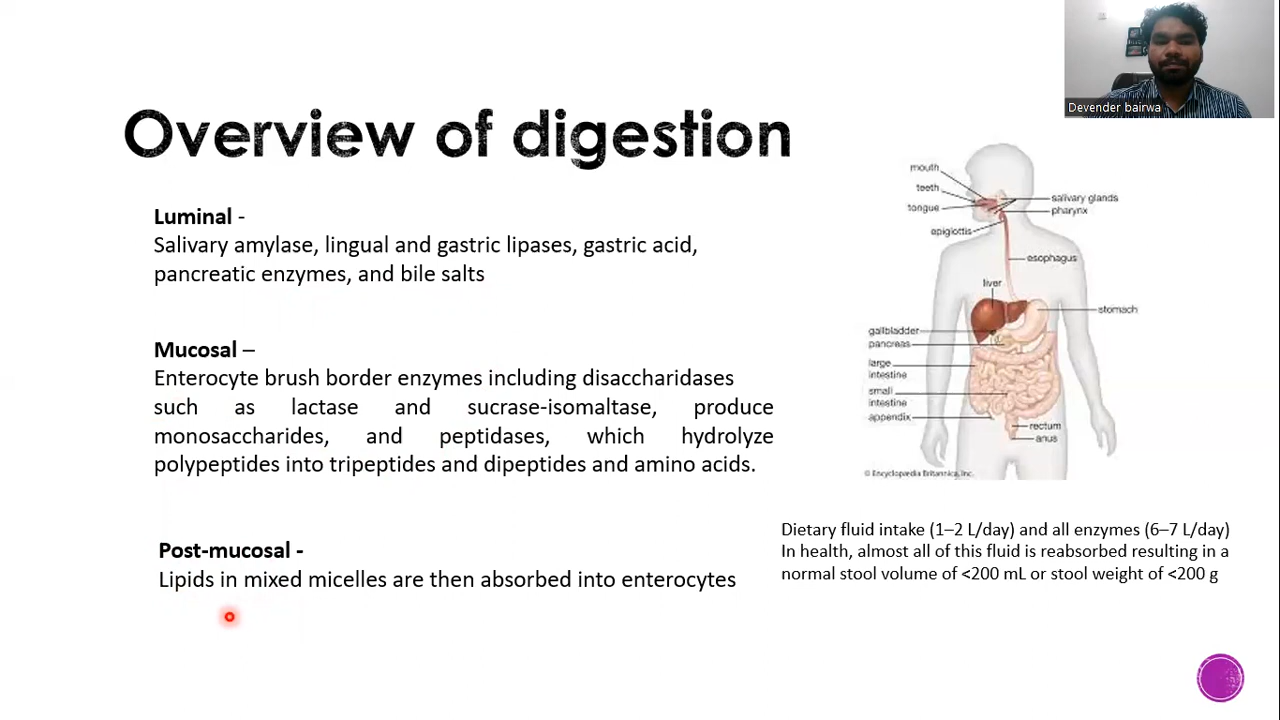 Devender bairwa
Overview of digestion
Luminal -
Salivary amylase, lingual and gastric lipases, gastric acid,
pancreatic enzymes, and bile salts
Mucosal –
Enterocyte brush border enzymes including disaccharidases
such as lactase and sucrase-isomaltase, produce
monosaccharides, and peptidases, which hydrolyze
polypeptides into tripeptides and dipeptides and amino acids.
Post-mucosal -
Lipids in mixed micelles are then absorbed into enterocytes
mouth
teeth
tongue
epiglottis
salivary glands
pharynx
esophagus
liver
stomach
gallbladder
pancreas
large
intestine
small
intestine
appendix
rectum
anus
© Encyclopædia Britannica, Inc.
Dietary fluid intake (1–2 L/day) and all enzymes (6–7 L/day)
In health, almost all of this fluid is reabsorbed resulting in a
normal stool volume of <200 mL or stool weight of <200 g